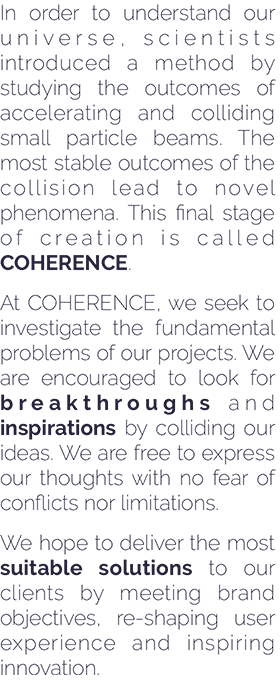 In order to understand our
universe, scientists
introduced a method by
studying the outcomes of
accelerating and colliding
small particle beams. The
most stable outcomes of the
collision lead to novel
phenomena. This final stage
of creation is called
COHERENCE.
At COHERENCE, we seek to
investigate the fundamental
problems of our projects. We
are encouraged to look for
breakthroughs and
inspirations by colliding our
ideas. We are free to express
our thoughts with no fear of
conflicts nor limitations.
We hope to deliver the most
suitable solutions to our
clients by meeting brand
objectives, re-shaping user
experience and inspiring
innovation.